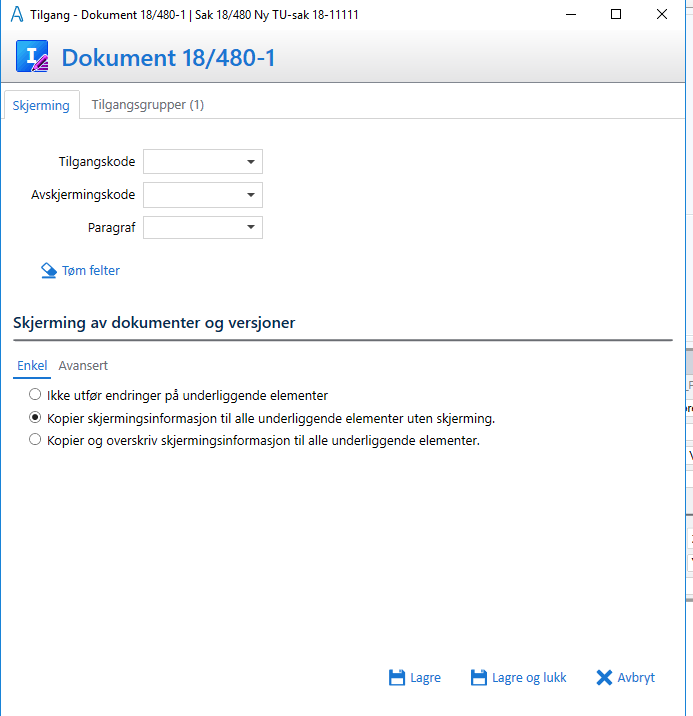 Tilgang - Dokument 18/480-1 | Sak 18/480 Ny TU-sak 18-11111
Dokument 18/480-1
Skjerming Tilgangsgrupper (1)
Tilgangskode
Avskjermingskode
Paragraf
Tøm felter
Skjerming av dokumenter og versjoner
Enkel Avansert
Ikke utfør endringer på underliggende elementer
Kopier skjermingsinformasjon til alle underliggende elementer uten skjerming.
Kopier og overskriv skjermingsinformasjon til alle underliggende elementer.
Lagre Lagre og lukk Avbryt